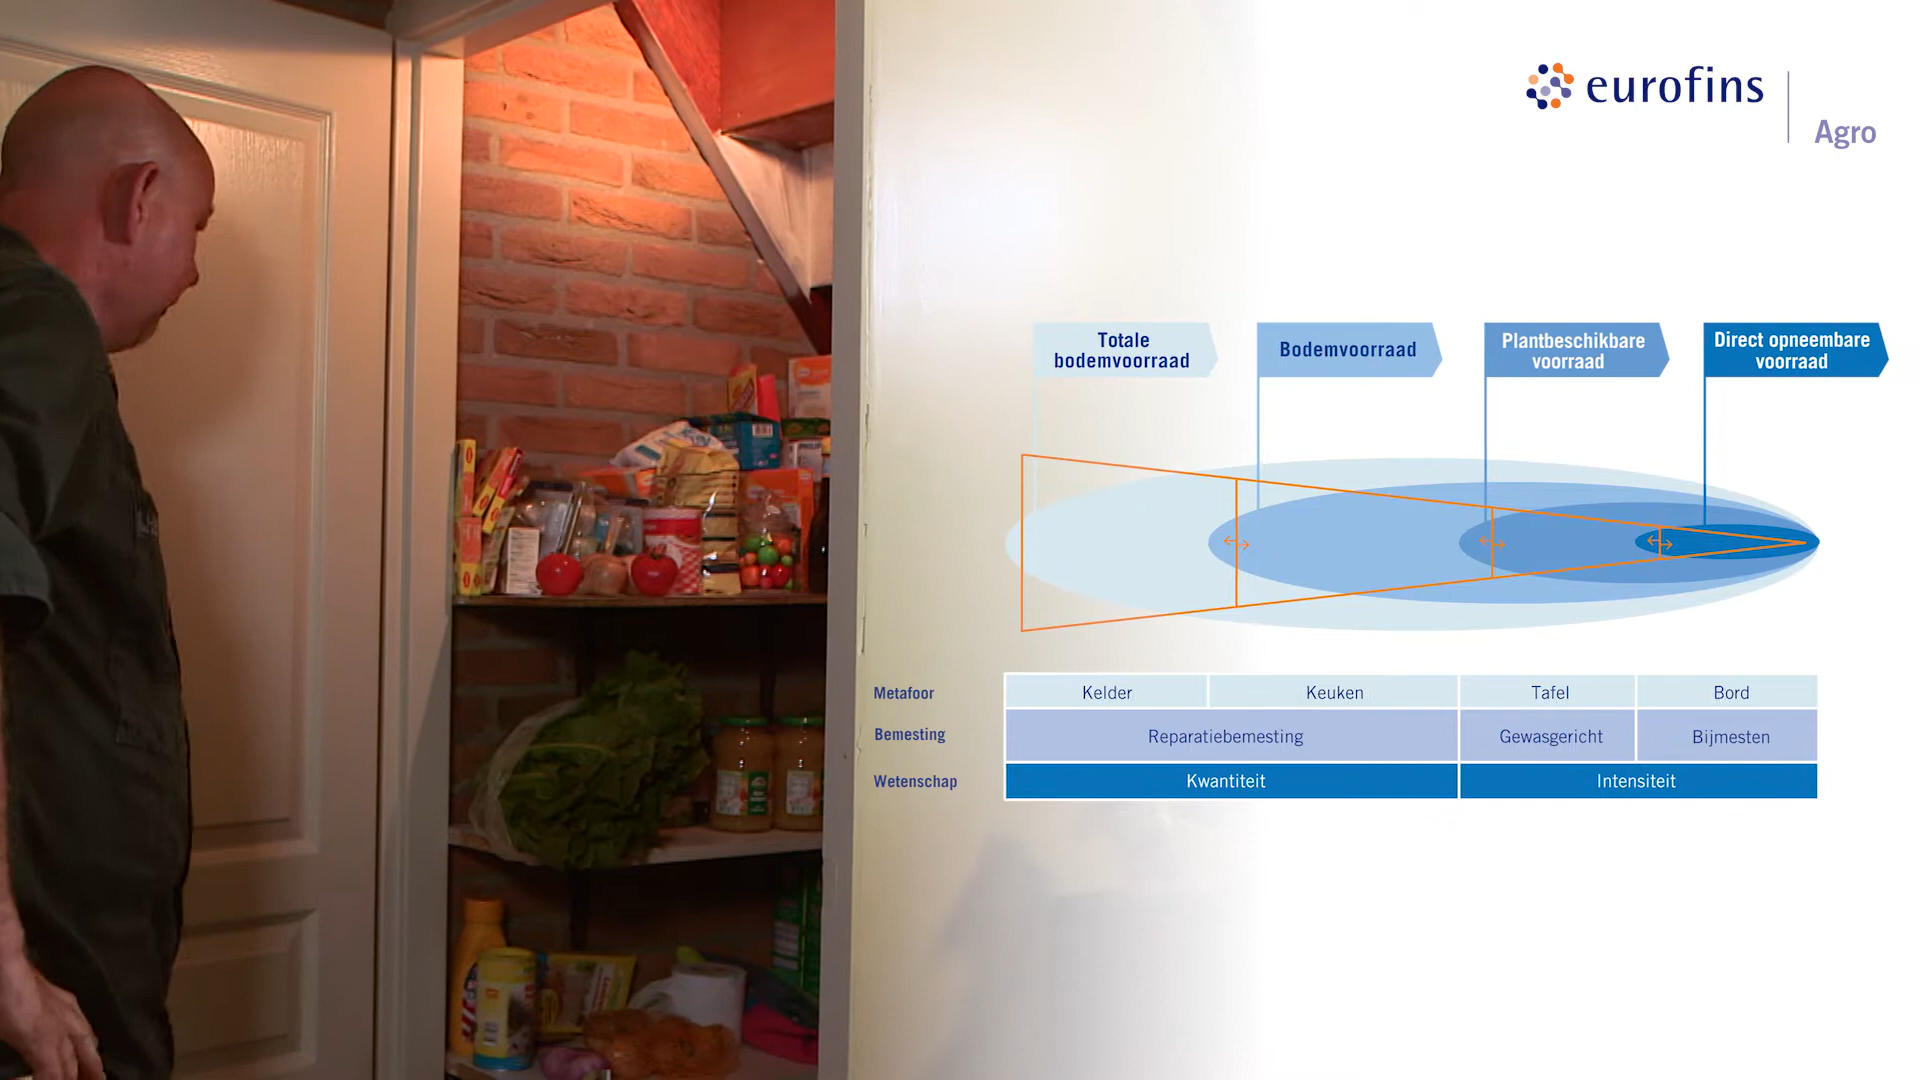 eurofins
Agro
Totale
bodemvoorraad
Bodemvoorraad
Plantbeschikbare
voorraad
Direct opneembare
voorraad
Metafoor
Kelder
Keuken
Tafel
Bord
Bemesting
Reparatiebemesting
Gewasgericht
Bijmesten
Wetenschap
Kwantiteit
Intensiteit